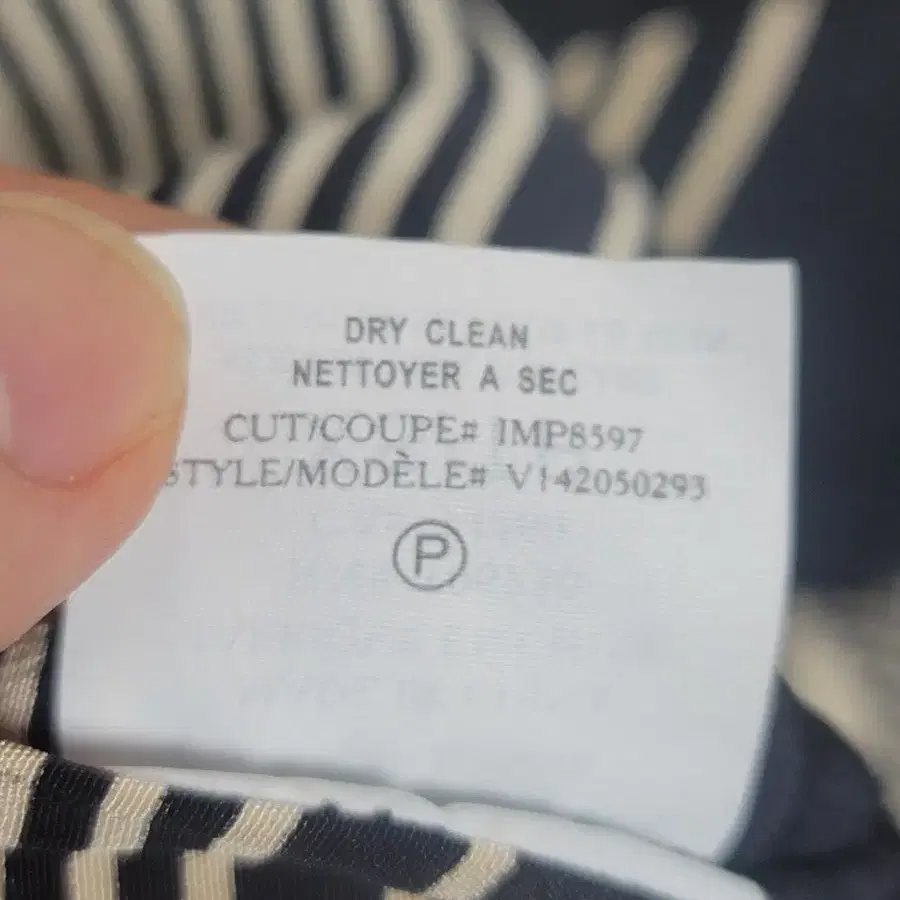 DRY CLEAN
NETTOYER A SEC
CUT/COUPE# IMP8597
STYLE/MODÈLE# V142050293
P